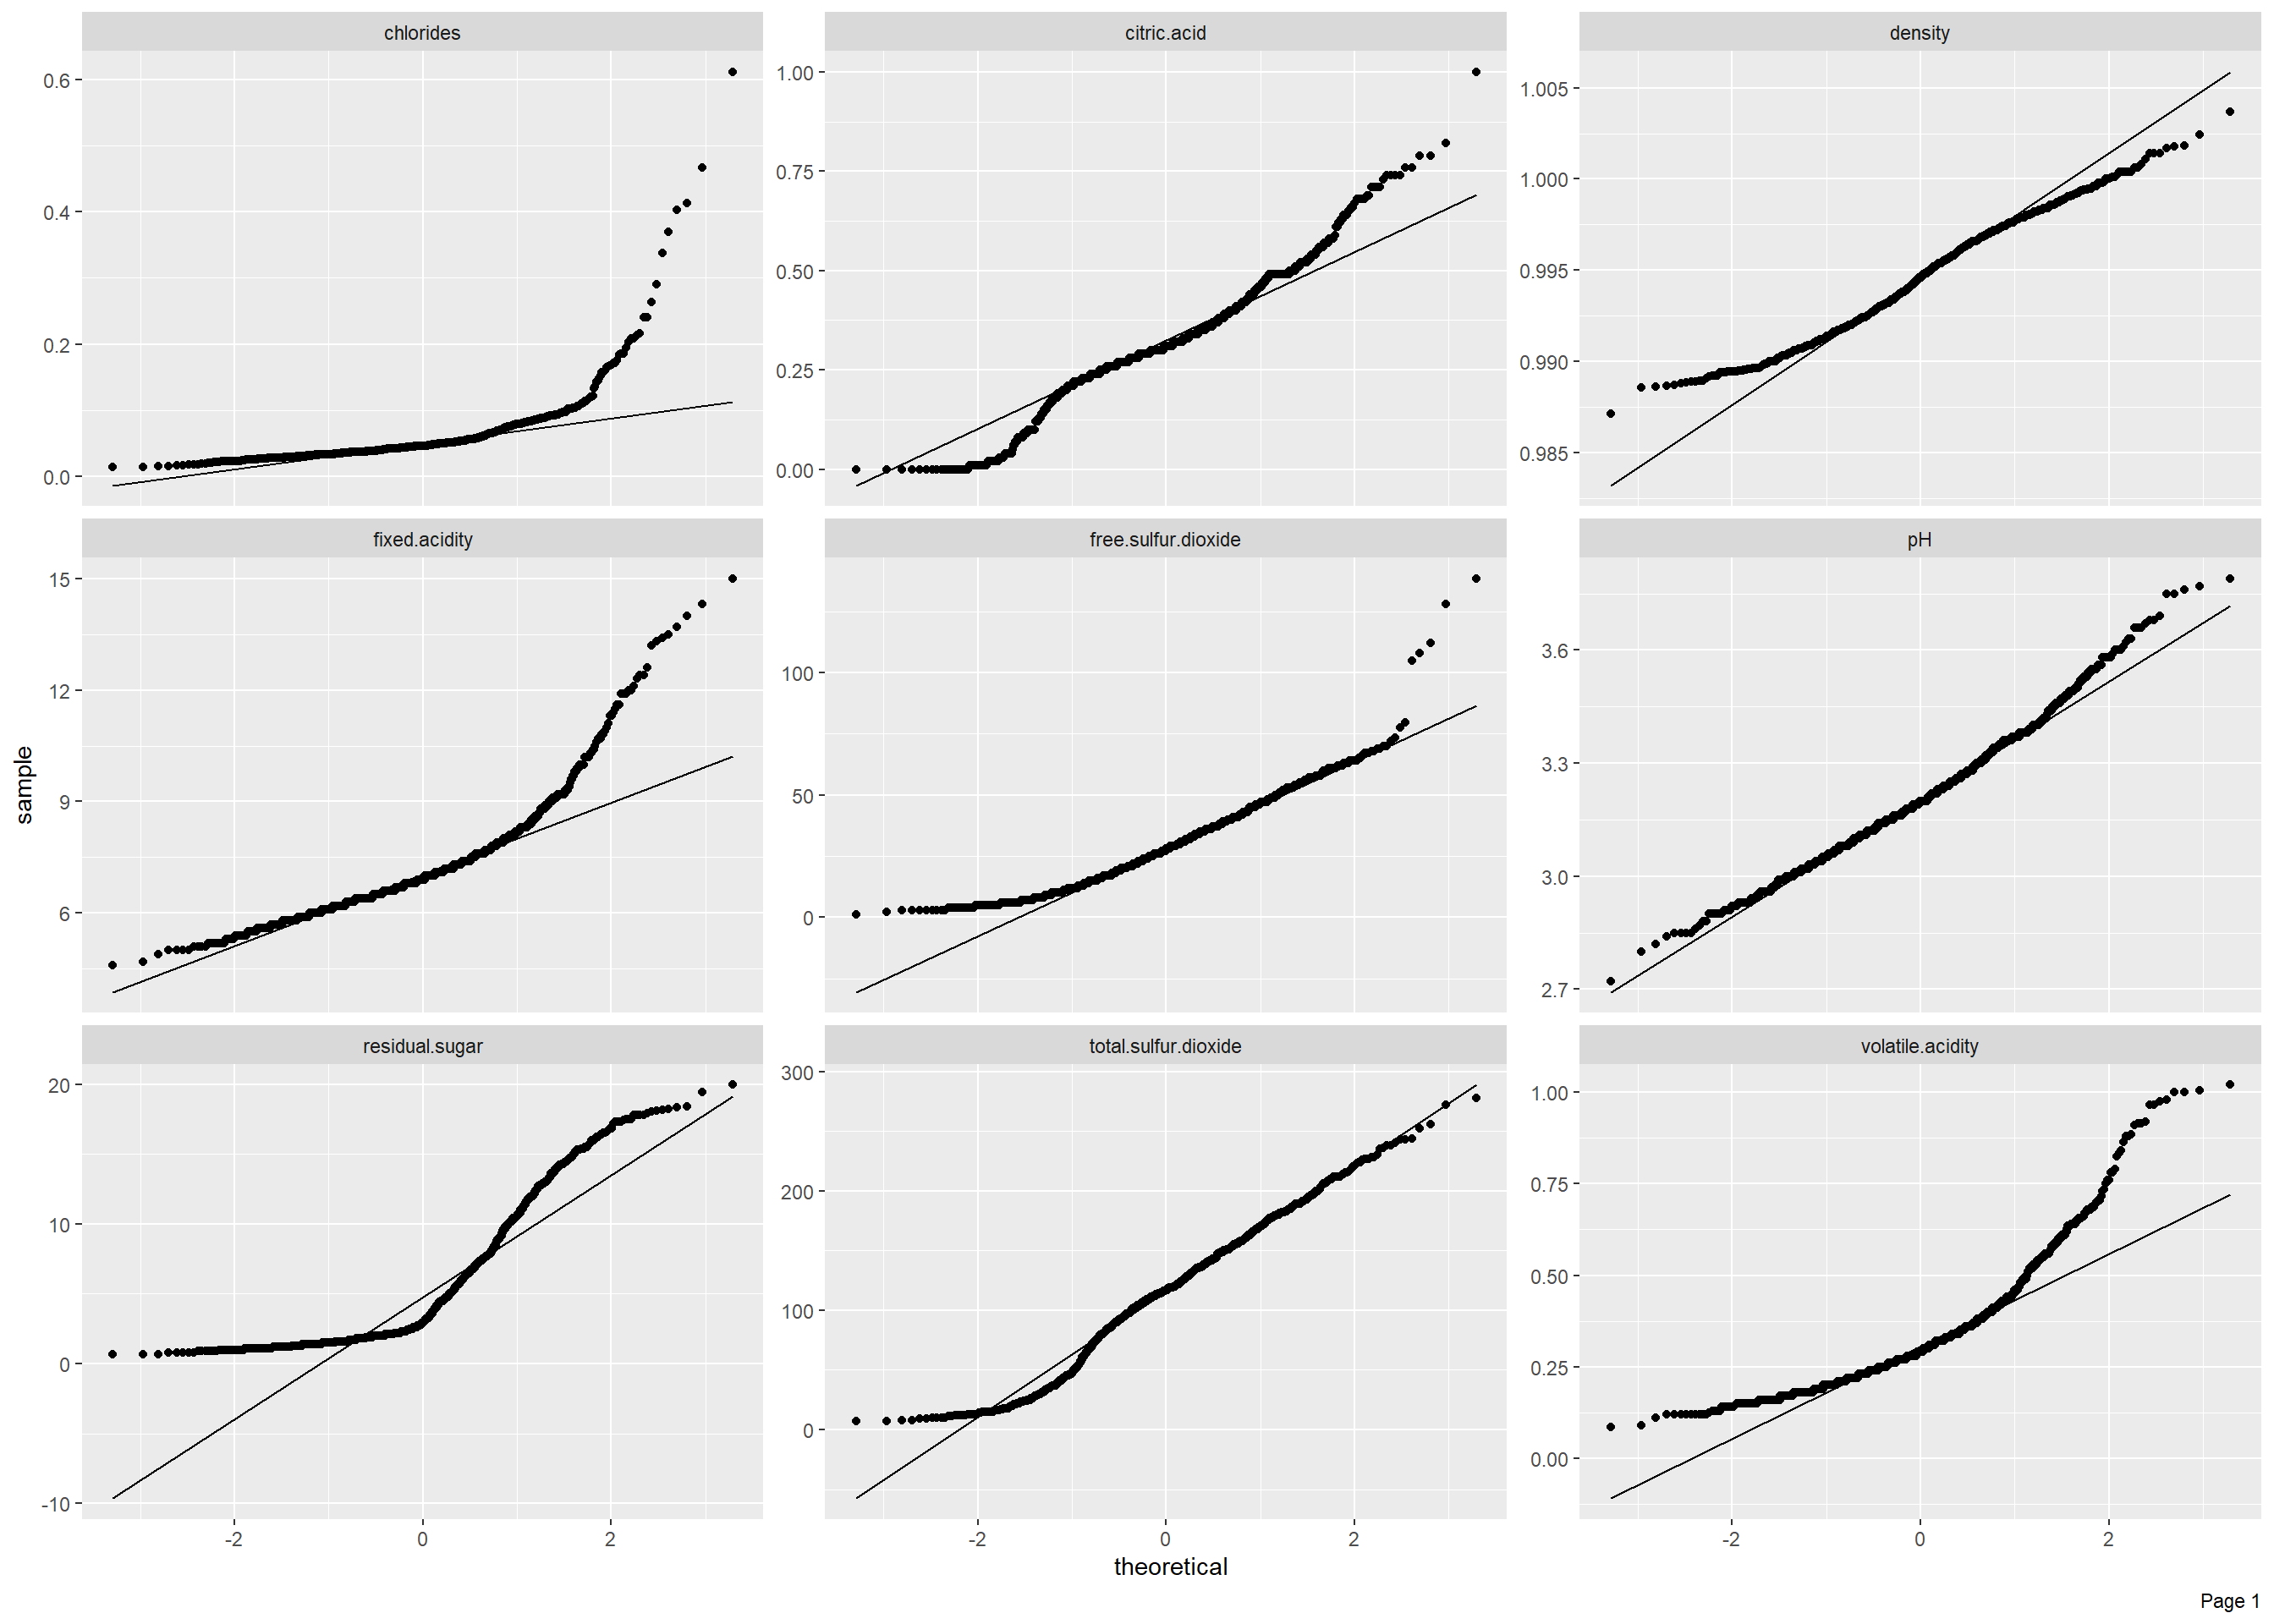 chlorides
citric.acid
density
0.6
0.4
0.2
0.0
1.00
0.75
0.50
0.25
0.00
1.005
1.000
0.995
0.990
0.985
fixed.acidity
free.sulfur.dioxide
pH
15
12
9
6
100
50
0
3.6
3.3
3.0
2.7
sample
residual.sugar
total.sulfur.dioxide
volatile.acidity
20
10
0
-10
300
200
100
0
1.00
0.75
0.50
0.25
0.00
-2 0 2
-2 0 2
-2 0 2
theoretical
Page 1